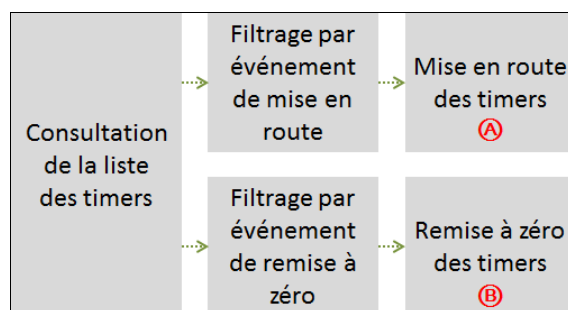 Consultation
de la liste
des timers
Filtrage par
événement
de mise en
route
Mise en route
des timers
Ⓐ
Filtrage par
événement
de remise à
zéro
Remise à zéro
des timers
Ⓑ